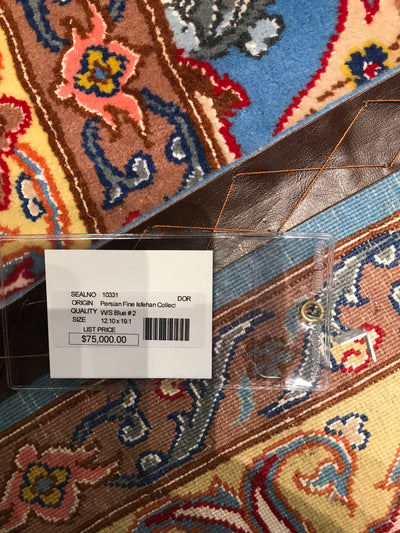 SEALNO 10331 DOR
ORIGIN Persian Fine Isfehan Collect
QUALITY W/S Blue # 2
SIZE 12.10 x 19.1
LIST PRICE
$75,000.00